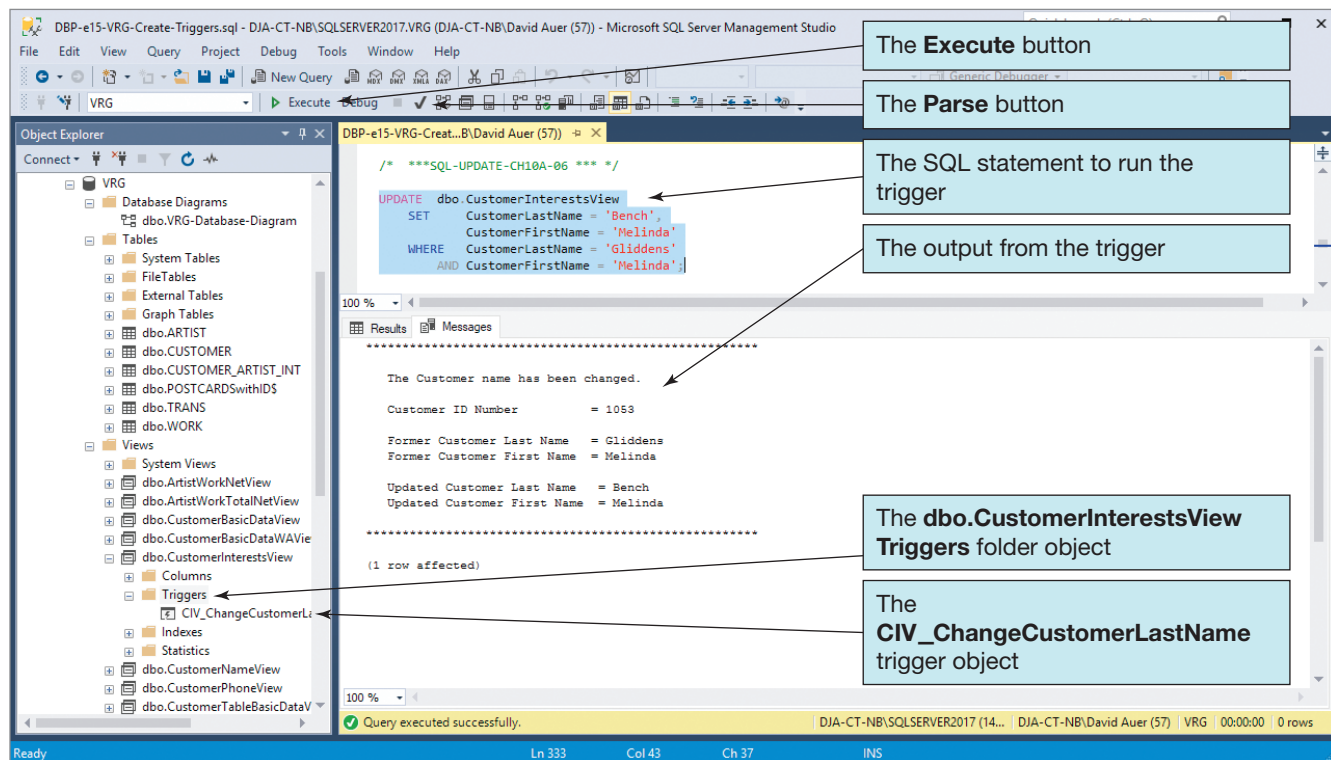 DBP-e15-VRG-Create-Triggers.sql - DJA-CT-NB\SQLSERVER2017.VRG (DJA-CT-NB\David Auer (57)) - Microsoft SQL Server Management Studio
File Edit View Query Project Debug Tools Window Help
New Query
MDX DMX XMLA DAX
Generic Debugger
VRG
Execute Debug
The Execute button
The Parse button
The SQL statement to run the
trigger
The output from the trigger
The dbo.CustomerInterestsView
Triggers folder object
The
CIV_ChangeCustomerLastName
trigger object
Object Explorer
Connect
VRG
Database Diagrams
dbo.VRG-Database-Diagram
Tables
System Tables
FileTables
External Tables
Graph Tables
dbo.ARTIST
dbo.CUSTOMER
dbo.CUSTOMER_ARTIST_INT
dbo.POSTCARDSwithID$
dbo.TRANS
dbo.WORK
Views
System Views
dbo.ArtistWorkNetView
dbo.ArtistWorkTotalNetView
dbo.CustomerBasicDataView
dbo.CustomerBasicDataWAVie
dbo.CustomerInterestsView
Columns
Triggers
CIV_ChangeCustomerLa
Indexes
Statistics
dbo.CustomerNameView
dbo.CustomerPhoneView
dbo.CustomerTableBasicDataV
DBP-e15-VRG-Creat...B\David Auer (57))
/* ***SQL-UPDATE-CH10A-06 *** */
UPDATE dbo.CustomerInterestsView
SET CustomerLastName = 'Bench',
CustomerFirstName = 'Melinda'
WHERE CustomerLastName = 'Gliddens'
AND CustomerFirstName = 'Melinda';
100 %
Results Messages
******************************************************
The Customer name has been changed.
Customer ID Number = 1053
Former Customer Last Name = Gliddens
Former Customer First Name = Melinda
Updated Customer Last Name = Bench
Updated Customer First Name = Melinda
******************************************************
(1 row affected)
100 %
Query executed successfully. DJA-CT-NB\SQLSERVER2017 (14... DJA-CT-NB\David Auer (57) VRG 00:00:00 0 rows
Ready Ln 333 Col 43 Ch 37 INS